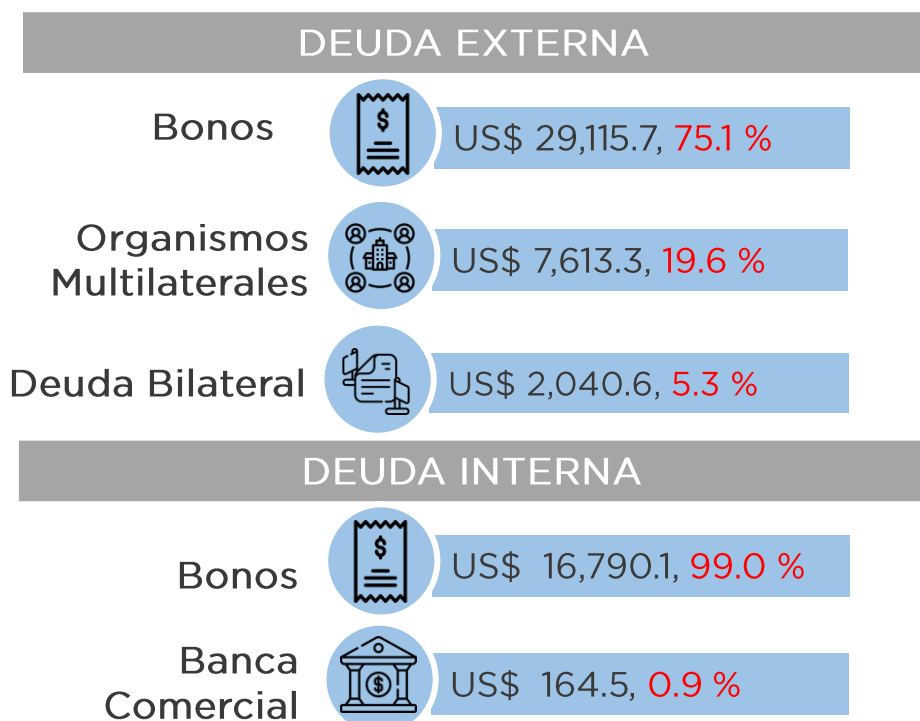 DEUDA EXTERNA
Bonos
$
US$ 29,115.7, 75.1 %
Organismos
Multilaterales
US$ 7,613.3, 19.6 %
Deuda Bilateral
US$ 2,040.6, 5.3 %
DEUDA INTERNA
Bonos
$
US$ 16,790.1, 99.0 %
Banca
Comercial
$
US$ 164.5, 0.9 %